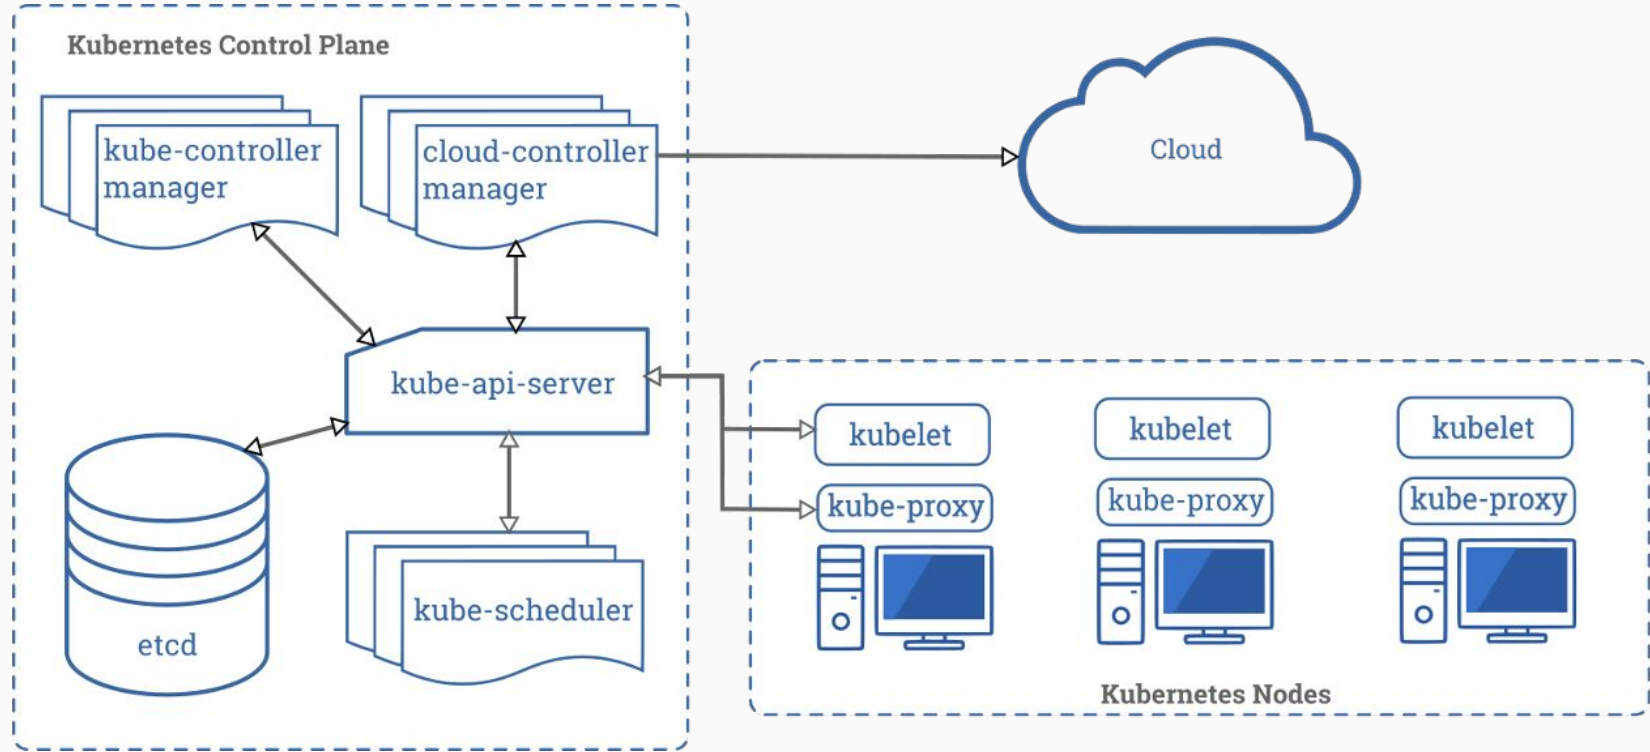 Kubernetes Control Plane
kube-controller
manager
cloud-controller
manager
Cloud
kube-api-server
etcd
kube-scheduler
kubelet
kube-proxy
kubelet
kube-proxy
kubelet
kube-proxy
Kubernetes Nodes